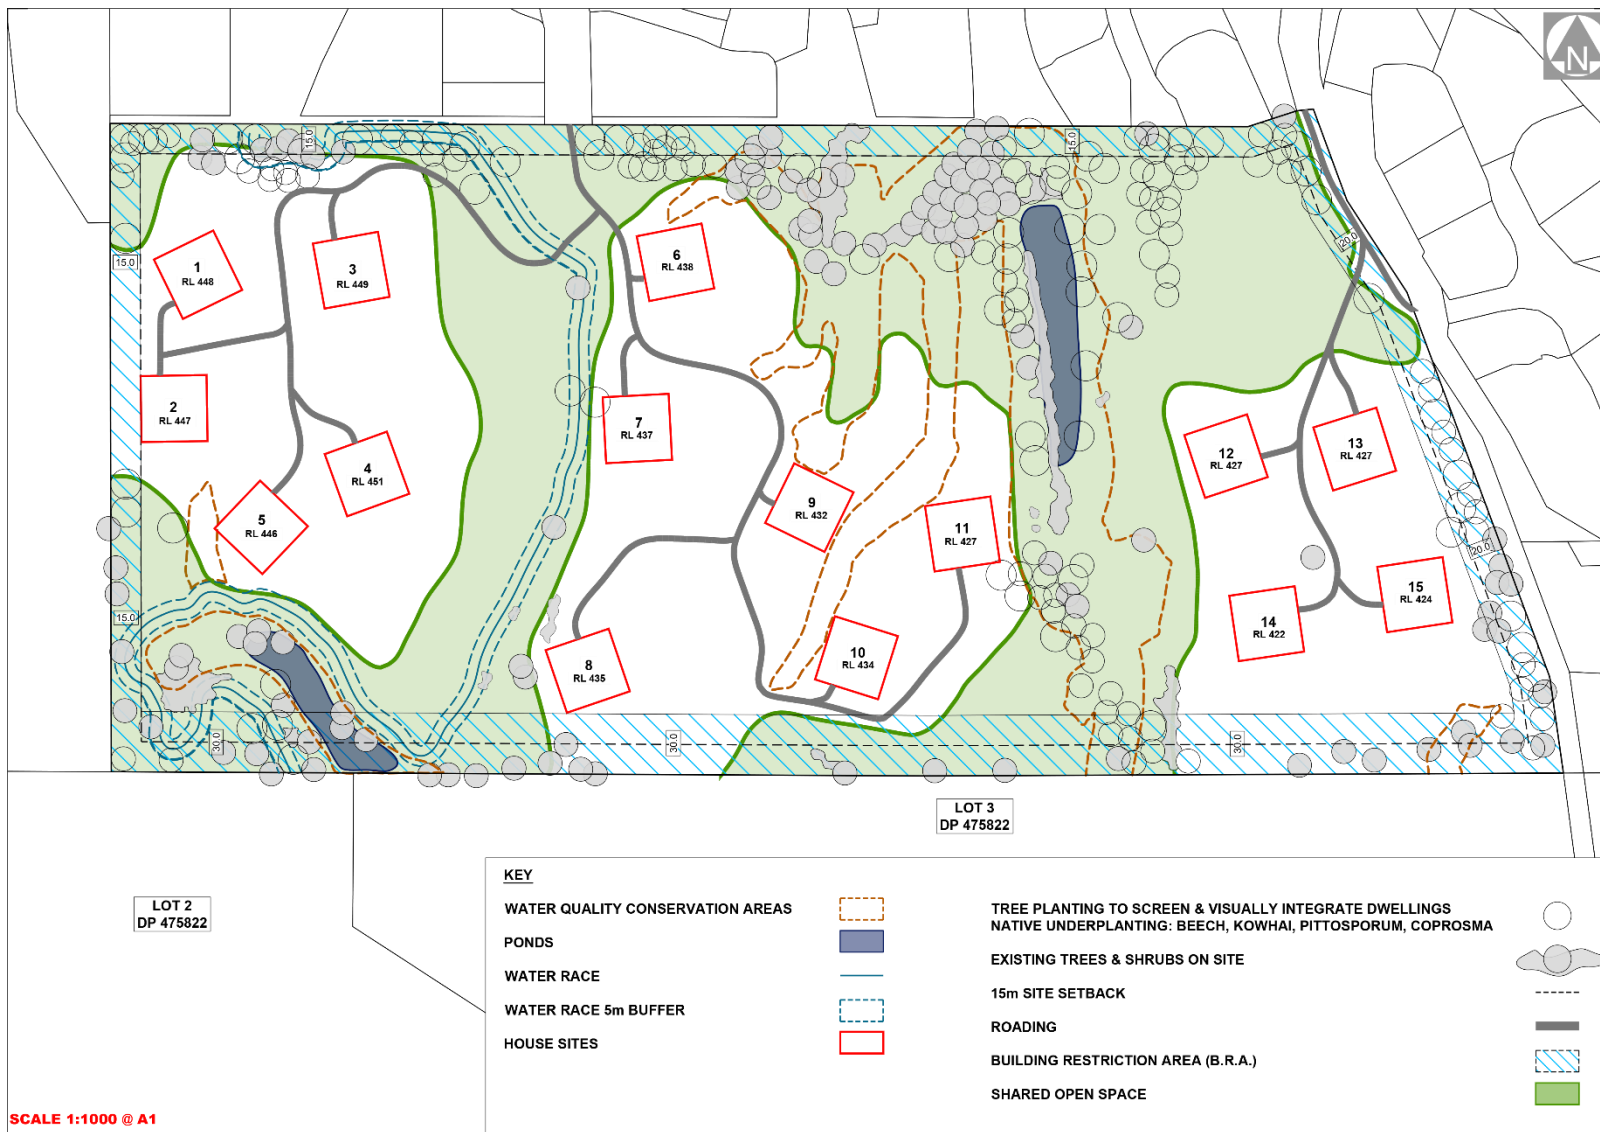 N
15.0
15.0
15.0
20.0
1
RL 448
3
RL 449
6
RL 438
2
RL 447
7
RL 437
4
RL 451
5
RL 446
9
RL 432
11
RL 427
12
RL 427
13
RL 427
20.0
15.0
8
RL 435
10
RL 434
14
RL 422
15
RL 424
30.0
30.0
30.0
LOT 3
DP 475822
LOT 2
DP 475822
KEY
WATER QUALITY CONSERVATION AREAS
PONDS
WATER RACE
WATER RACE 5m BUFFER
HOUSE SITES
TREE PLANTING TO SCREEN & VISUALLY INTEGRATE DWELLINGS
NATIVE UNDERPLANTING: BEECH, KOWHAI, PITTOSPORUM, COPROSMA
EXISTING TREES & SHRUBS ON SITE
15m SITE SETBACK
ROADING
BUILDING RESTRICTION AREA (B.R.A.)
SHARED OPEN SPACE
SCALE 1:1000 @ A1